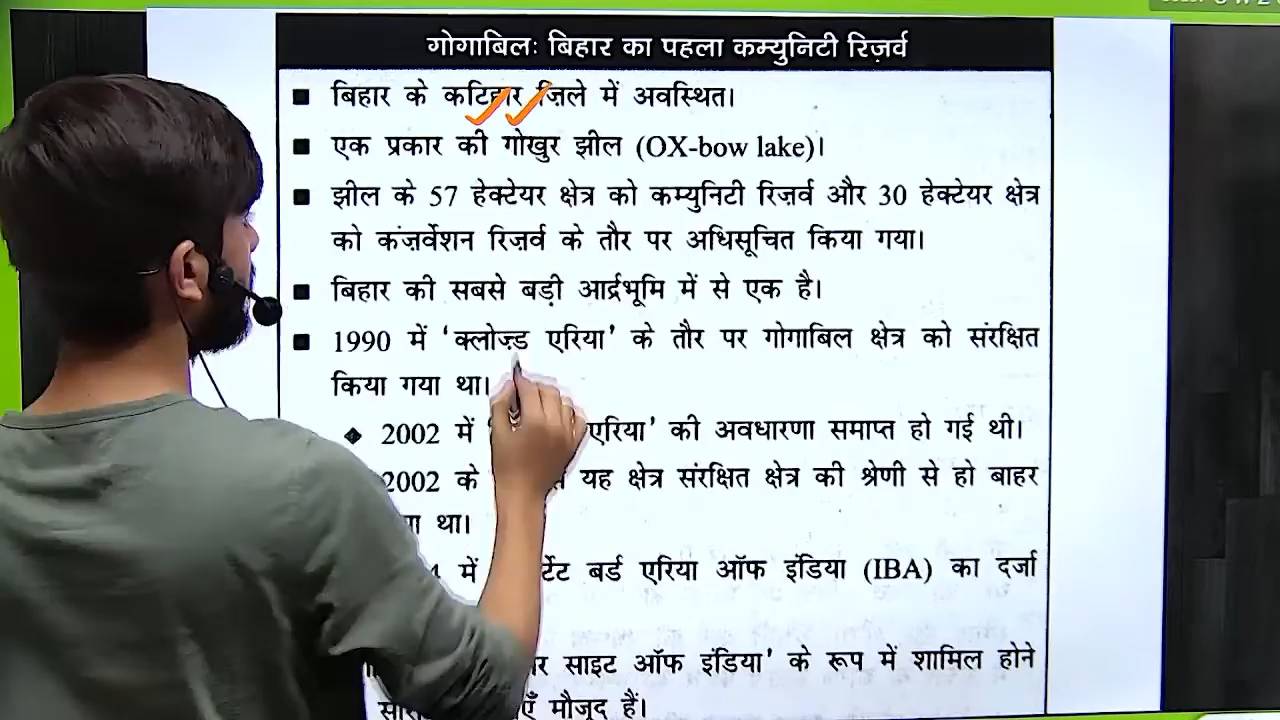 गोगाबिलः बिहार का पहला कम्युनिटी रिज़र्व
बिहार के कटिहार ज़िले में अवस्थित।
एक प्रकार की गोखुर झील (OX-bow lake)।
झील के 57 हेक्टेयर क्षेत्र को कम्युनिटी रिज़र्व और 30 हेक्टेयर क्षेत्र
को कंज़र्वेशन रिज़र्व के तौर पर अधिसूचित किया गया।
बिहार की सबसे बड़ी आर्द्रभूमि में से एक है।
1990 में 'क्लोज़्ड एरिया' के तौर पर गोगाबिल क्षेत्र को संरक्षित
किया गया था।
2002 में एरिया' की अवधारणा समाप्त हो गई थी।
2002 के यह क्षेत्र संरक्षित क्षेत्र की श्रेणी से हो बाहर
था।
में बर्ड एरिया ऑफ इंडिया (IBA) का दर्जा
साइट ऑफ इंडिया' के रूप में शामिल होने
मौजूद हैं।